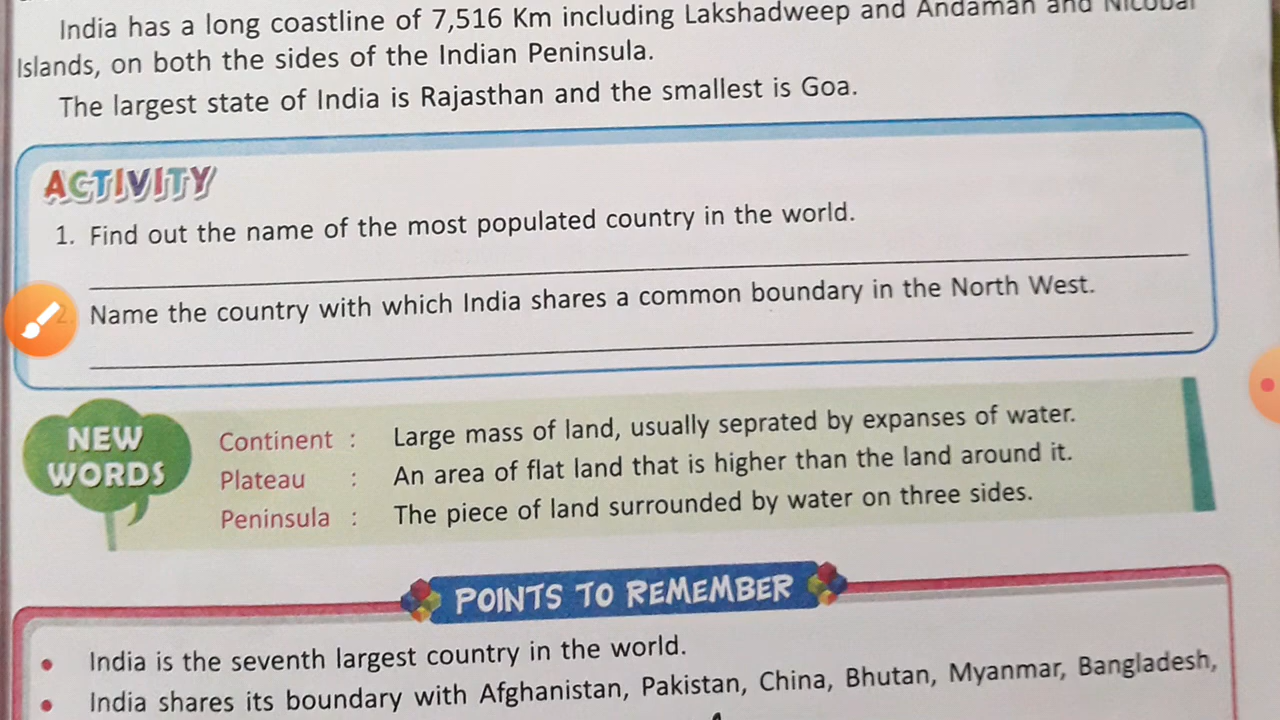 India has a long coastline of 7,516 Km including Lakshadweep and Andaman and Nicobar
Islands, on both the sides of the Indian Peninsula.
The largest state of India is Rajasthan and the smallest is Goa.
ACTIVITY
1. Find out the name of the most populated country in the world.
2. Name the country with which India shares a common boundary in the North West.
NEW WORDS
Continent : Large mass of land, usually seprated by expanses of water.
Plateau : An area of flat land that is higher than the land around it.
Peninsula : The piece of land surrounded by water on three sides.
POINTS TO REMEMBER
• India is the seventh largest country in the world.
• India shares its boundary with Afghanistan, Pakistan, China, Bhutan, Myanmar, Bangladesh,